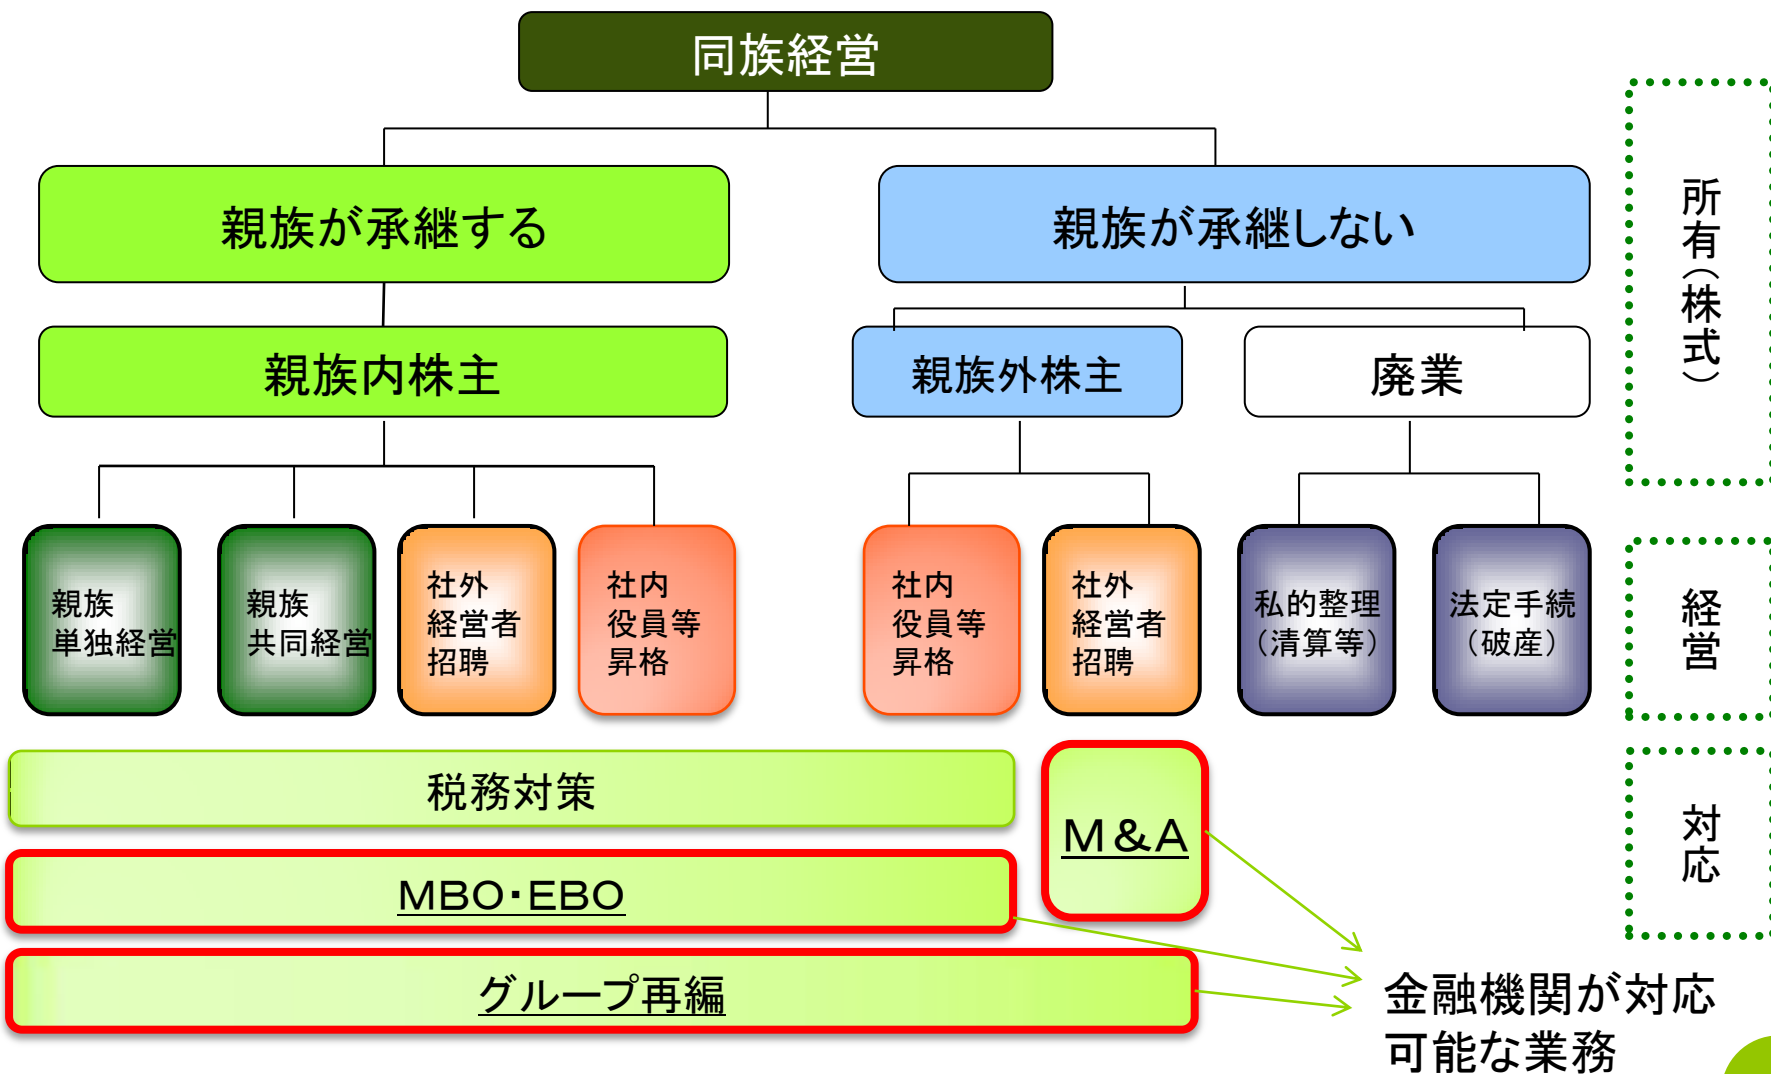 同族経営
親族が承継する
親族が承継しない
所有（株式）
親族内株主
親族外株主
廃業
親族
単独経営
親族
共同経営
社外
経営者
招聘
社内
役員等
昇格
社内
役員等
昇格
社外
経営者
招聘
私的整理
（清算等）
法定手続
（破産）
経営
税務対策
M&A
対応
MBO・EBO
グループ再編
金融機関が対応
可能な業務